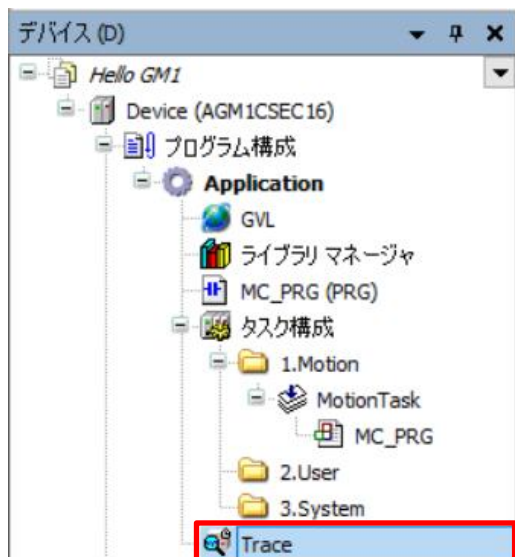 デバイス (D)
Hello GM1
Device (AGM1CSEC16)
プログラム構成
Application
GVL
ライブラリ マネージャ
MC_PRG (PRG)
タスク構成
1.Motion
MotionTask
MC_PRG
2.User
3.System
Trace